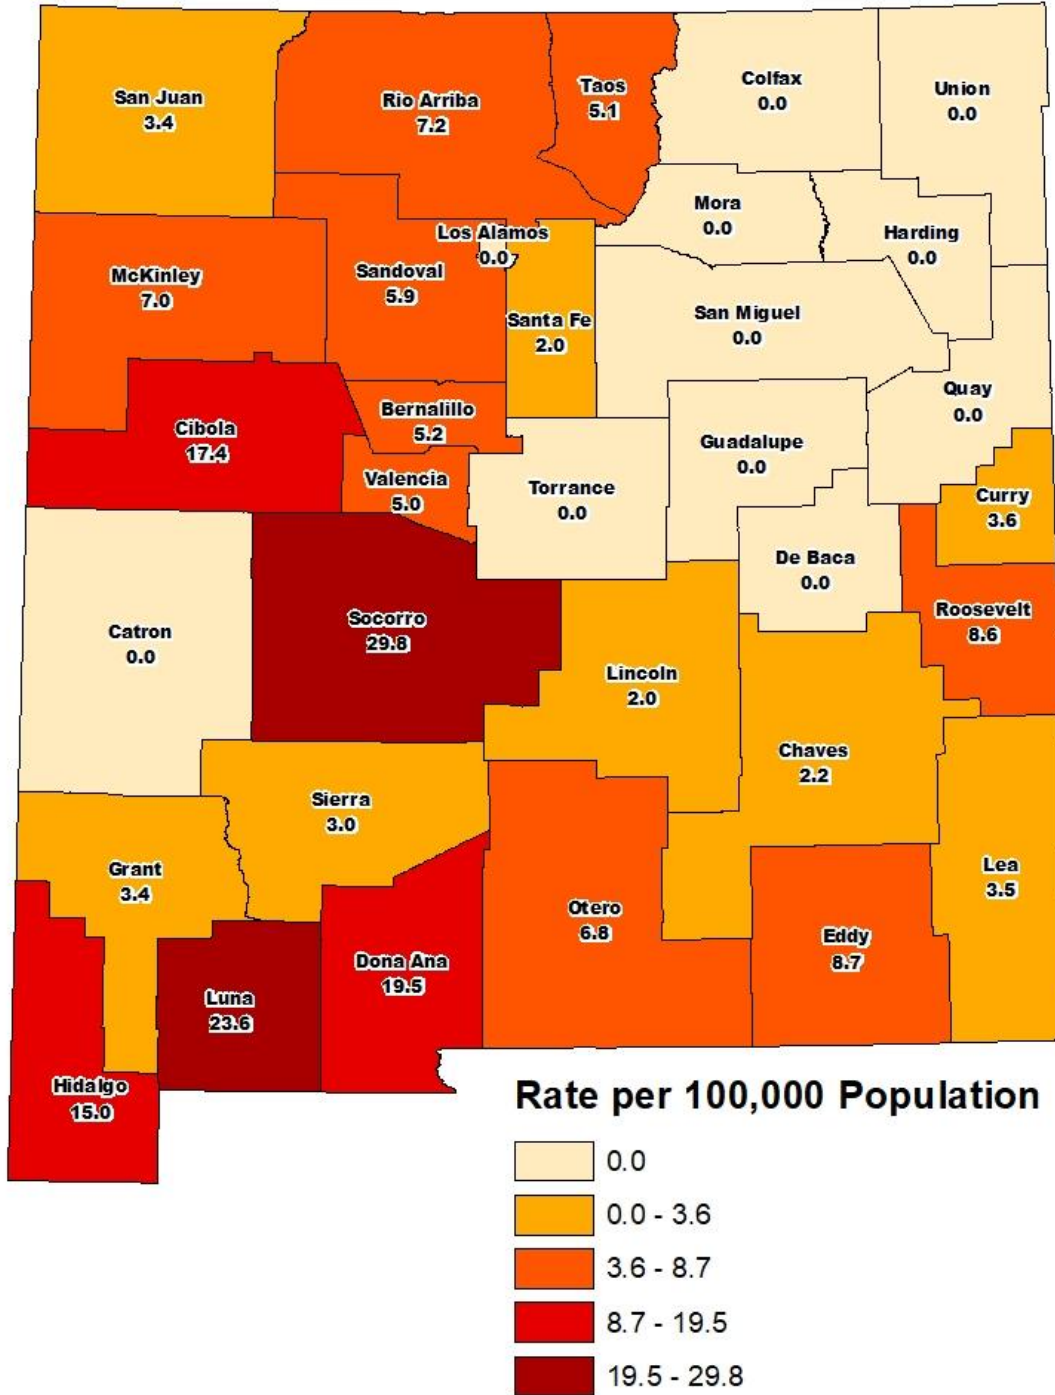 San Juan
3.4
Rio Arriba
7.2
Taos
5.1
Colfax
0.0
Union
0.0
Mora
0.0
Harding
0.0
Los Alamos
0.0
McKinley
7.0
Sandoval
5.9
Santa Fe
2.0
San Miguel
0.0
Quay
0.0
Cibola
17.4
Bernalillo
5.2
Guadalupe
0.0
Valencia
5.0
Torrance
0.0
Curry
3.6
De Baca
0.0
Roosevelt
8.6
Catron
0.0
Socorro
29.8
Lincoln
2.0
Chaves
2.2
Sierra
3.0
Grant
3.4
Lea
3.5
Otero
6.8
Eddy
8.7
Dona Ana
19.5
Luna
23.6
Hidalgo
15.0
Rate per 100,000 Population
0.0
0.0 - 3.6
3.6 - 8.7
8.7 - 19.5
19.5 - 29.8